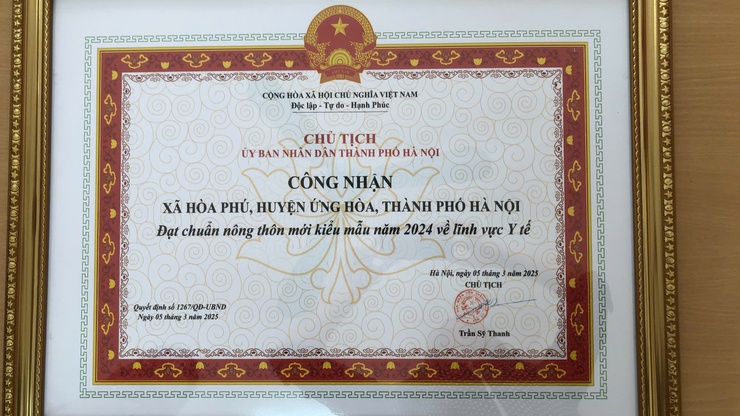 CỘNG HÒA XÃ HỘI CHỦ NGHĨA VIỆT NAM
Độc lập - Tự do - Hạnh Phúc
CHỦ TỊCH
ỦY BAN NHÂN DÂN THÀNH PHỐ HÀ NỘI
CÔNG NHẬN
XÃ HÒA PHÚ, HUYỆN ỨNG HÒA, THÀNH PHỐ HÀ NỘI
Đạt chuẩn nông thôn mới kiểu mẫu năm 2024 về lĩnh vực Y tế
Hà Nội, ngày 05 tháng 3 năm 2025
CHỦ TỊCH
Quyết định số 1267/QĐ-UBND
Ngày 05 tháng 3 năm 2025
Trần Sỹ Thanh